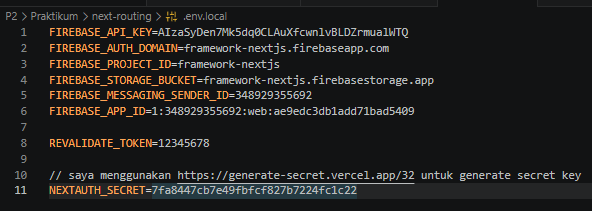 P2 > Praktikum > next-routing > .env.local
1 FIREBASE_API_KEY=AIzaSyDen7Mk5dq0CLAuXfcwnlvBLDZrmualWTQ
2 FIREBASE_AUTH_DOMAIN=framework-nextjs.firebaseapp.com
3 FIREBASE_PROJECT_ID=framework-nextjs
4 FIREBASE_STORAGE_BUCKET=framework-nextjs.firebasestorage.app
5 FIREBASE_MESSAGING_SENDER_ID=348929355692
6 FIREBASE_APP_ID=1:348929355692:web:ae9edc3db1add71bad5409
7
8 REVALIDATE_TOKEN=12345678
9
10 // saya menggunakan https://generate-secret.vercel.app/32 untuk generate secret key
11 NEXTAUTH_SECRET=7fa8447cb7e49fbfcf827b7224fc1c22